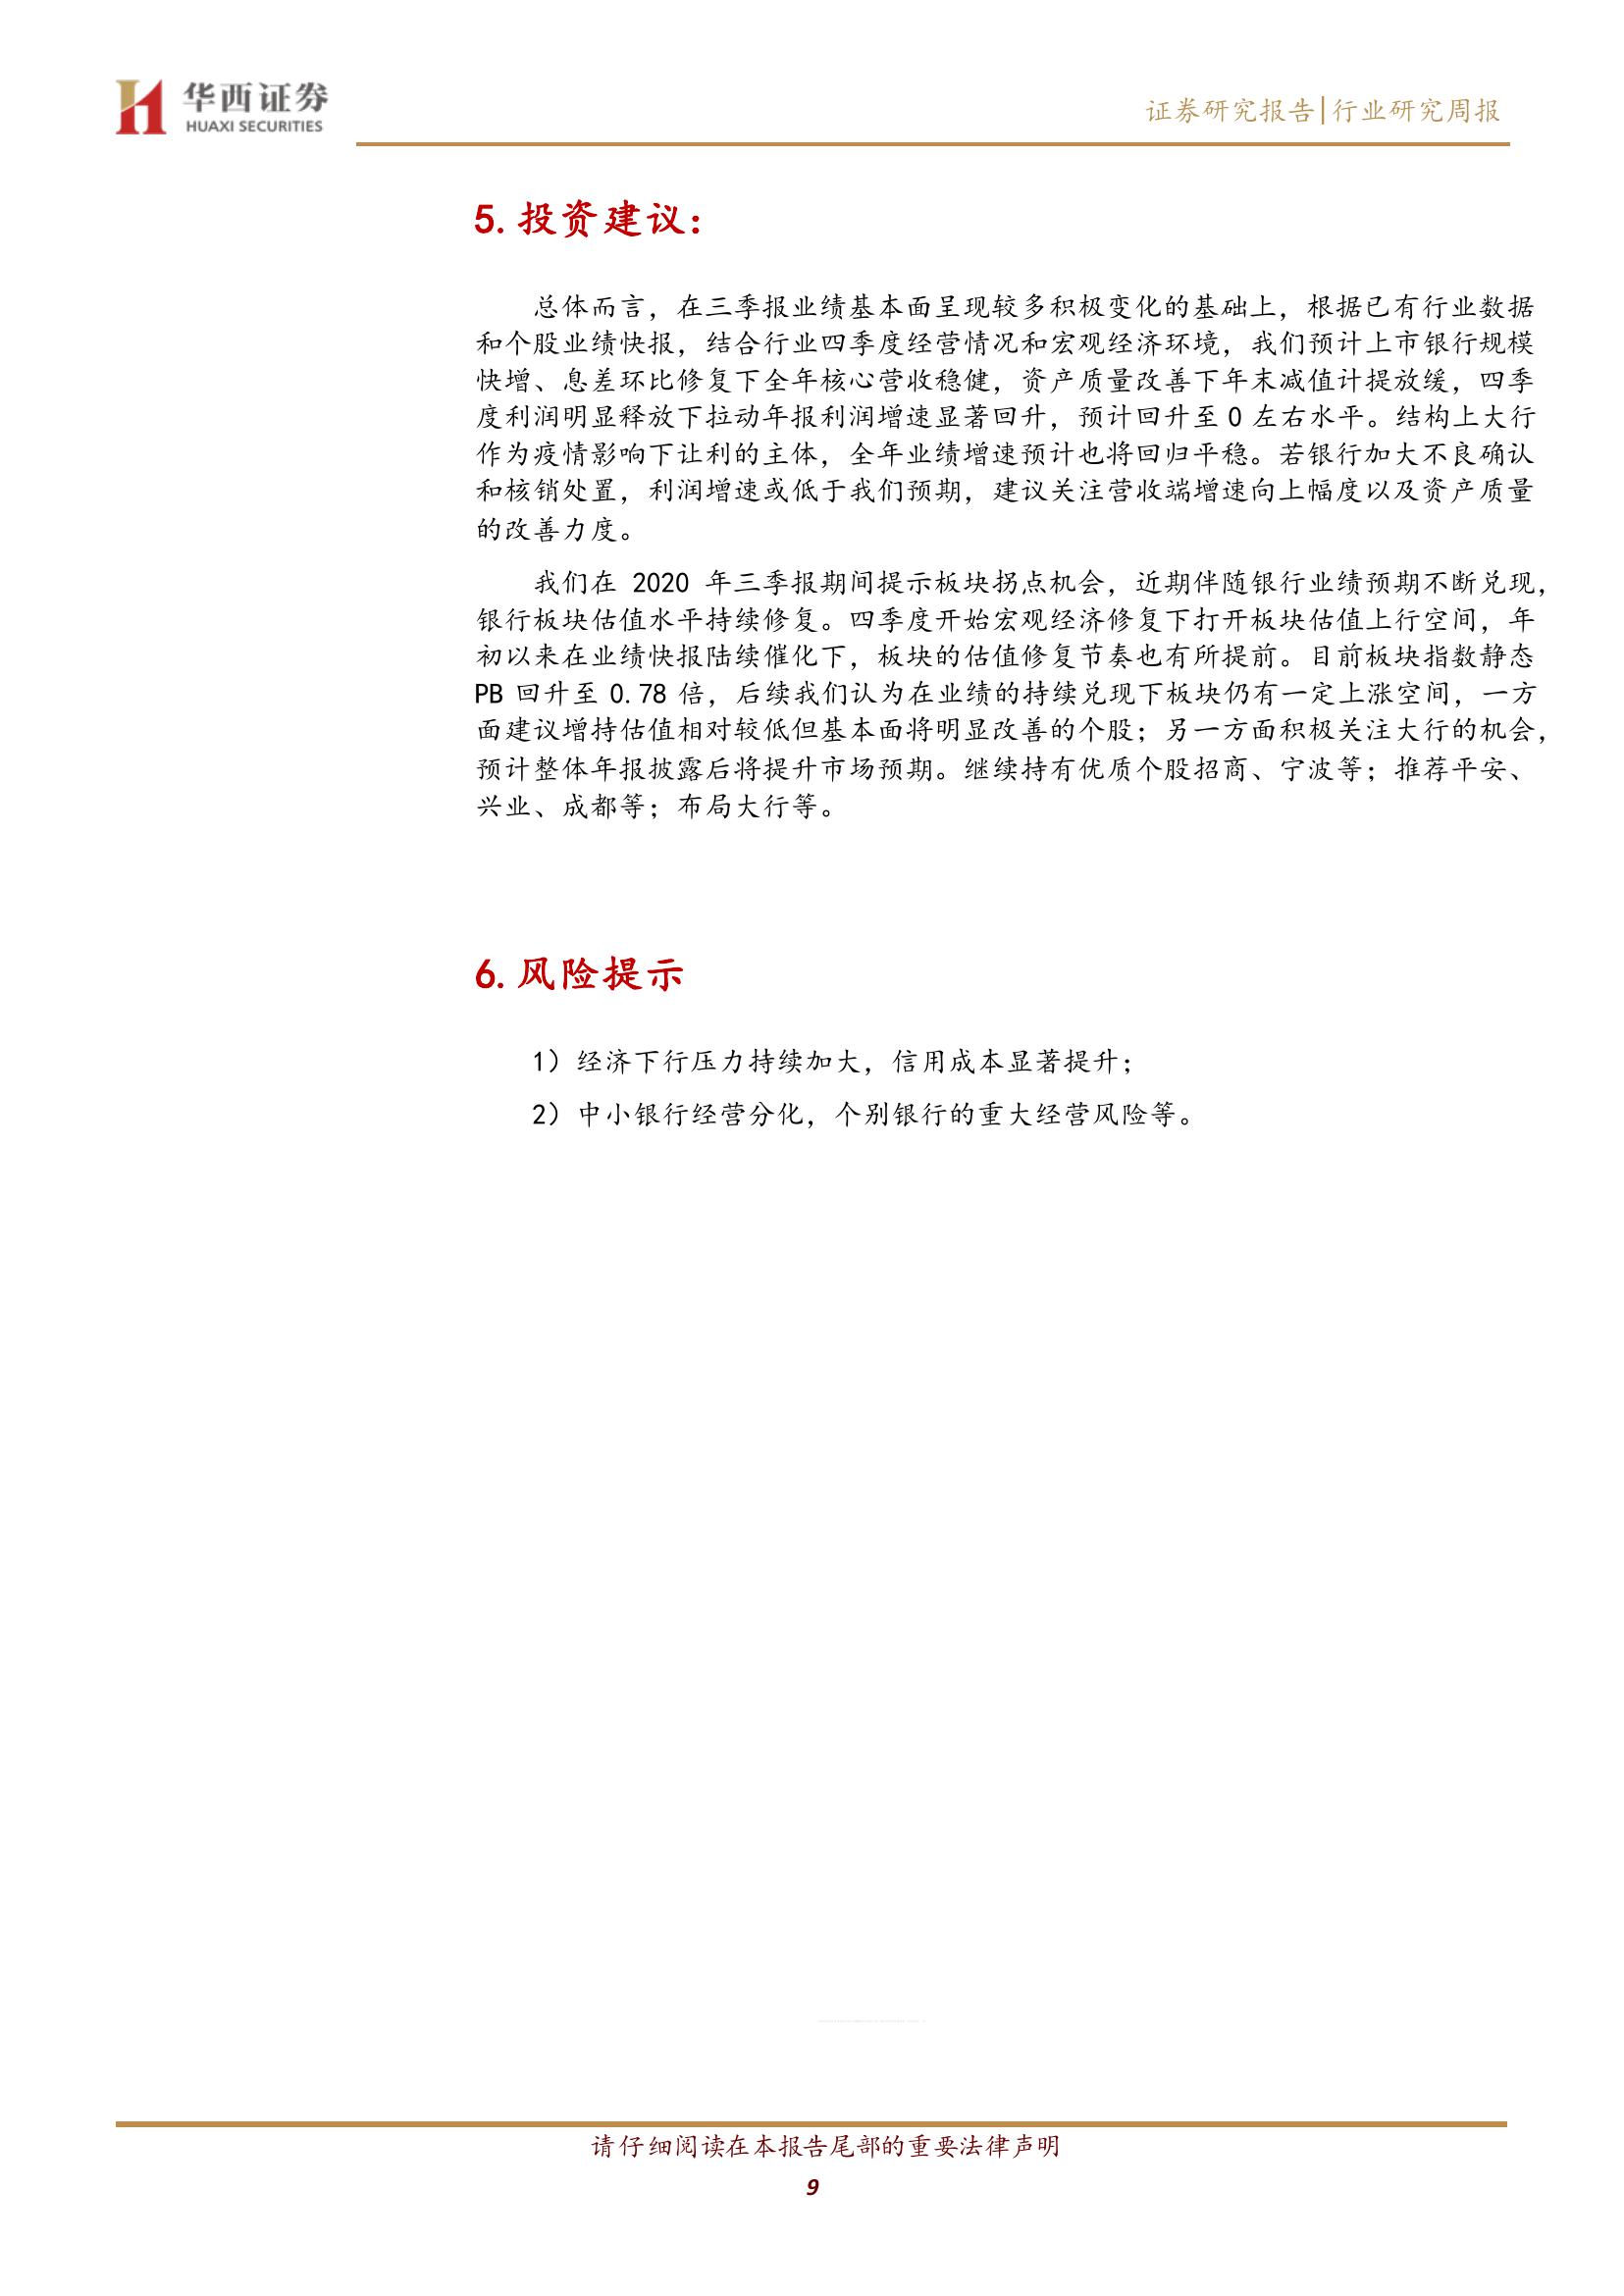 华西证券
HUAXI SECURITIES
证券研究报告|行业研究周报
5.投资建议：
总体而言，在三季报业绩基本面呈现较多积极变化的基础上，根据已有行业数据
和个股业绩快报，结合行业四季度经营情况和宏观经济环境，我们预计上市银行规模
快增、息差环比修复下全年核心营收稳健，资产质量改善下年末减值计提放缓，四季
度利润明显释放下拉动年报利润增速显著回升，预计回升至 0 左右水平。结构上大行
作为疫情影响下让利的主体，全年业绩增速预计也将回归平稳。若银行加大不良确认
和核销处置，利润增速或低于我们预期，建议关注营收端增速向上幅度以及资产质量
的改善力度。
我们在 2020 年三季报期间提示板块拐点机会，近期伴随银行业绩预期不断兑现，
银行板块估值水平持续修复。四季度开始宏观经济修复下打开板块估值上行空间，年
初以来在业绩快报陆续催化下，板块的估值修复节奏也有所提前。目前板块指数静态
PB 回升至 0.78 倍，后续我们认为在业绩的持续兑现下板块仍有一定上涨空间，一方
面建议增持估值相对较低但基本面将明显改善的个股；另一方面积极关注大行的机会，
预计整体年报披露后将提升市场预期。继续持有优质个股招商、宁波等；推荐平安、
兴业、成都等；布局大行等。
6.风险提示
1）经济下行压力持续加大，信用成本显著提升；
2）中小银行经营分化，个别银行的重大经营风险等。
请仔细阅读在本报告尾部的重要法律声明
9